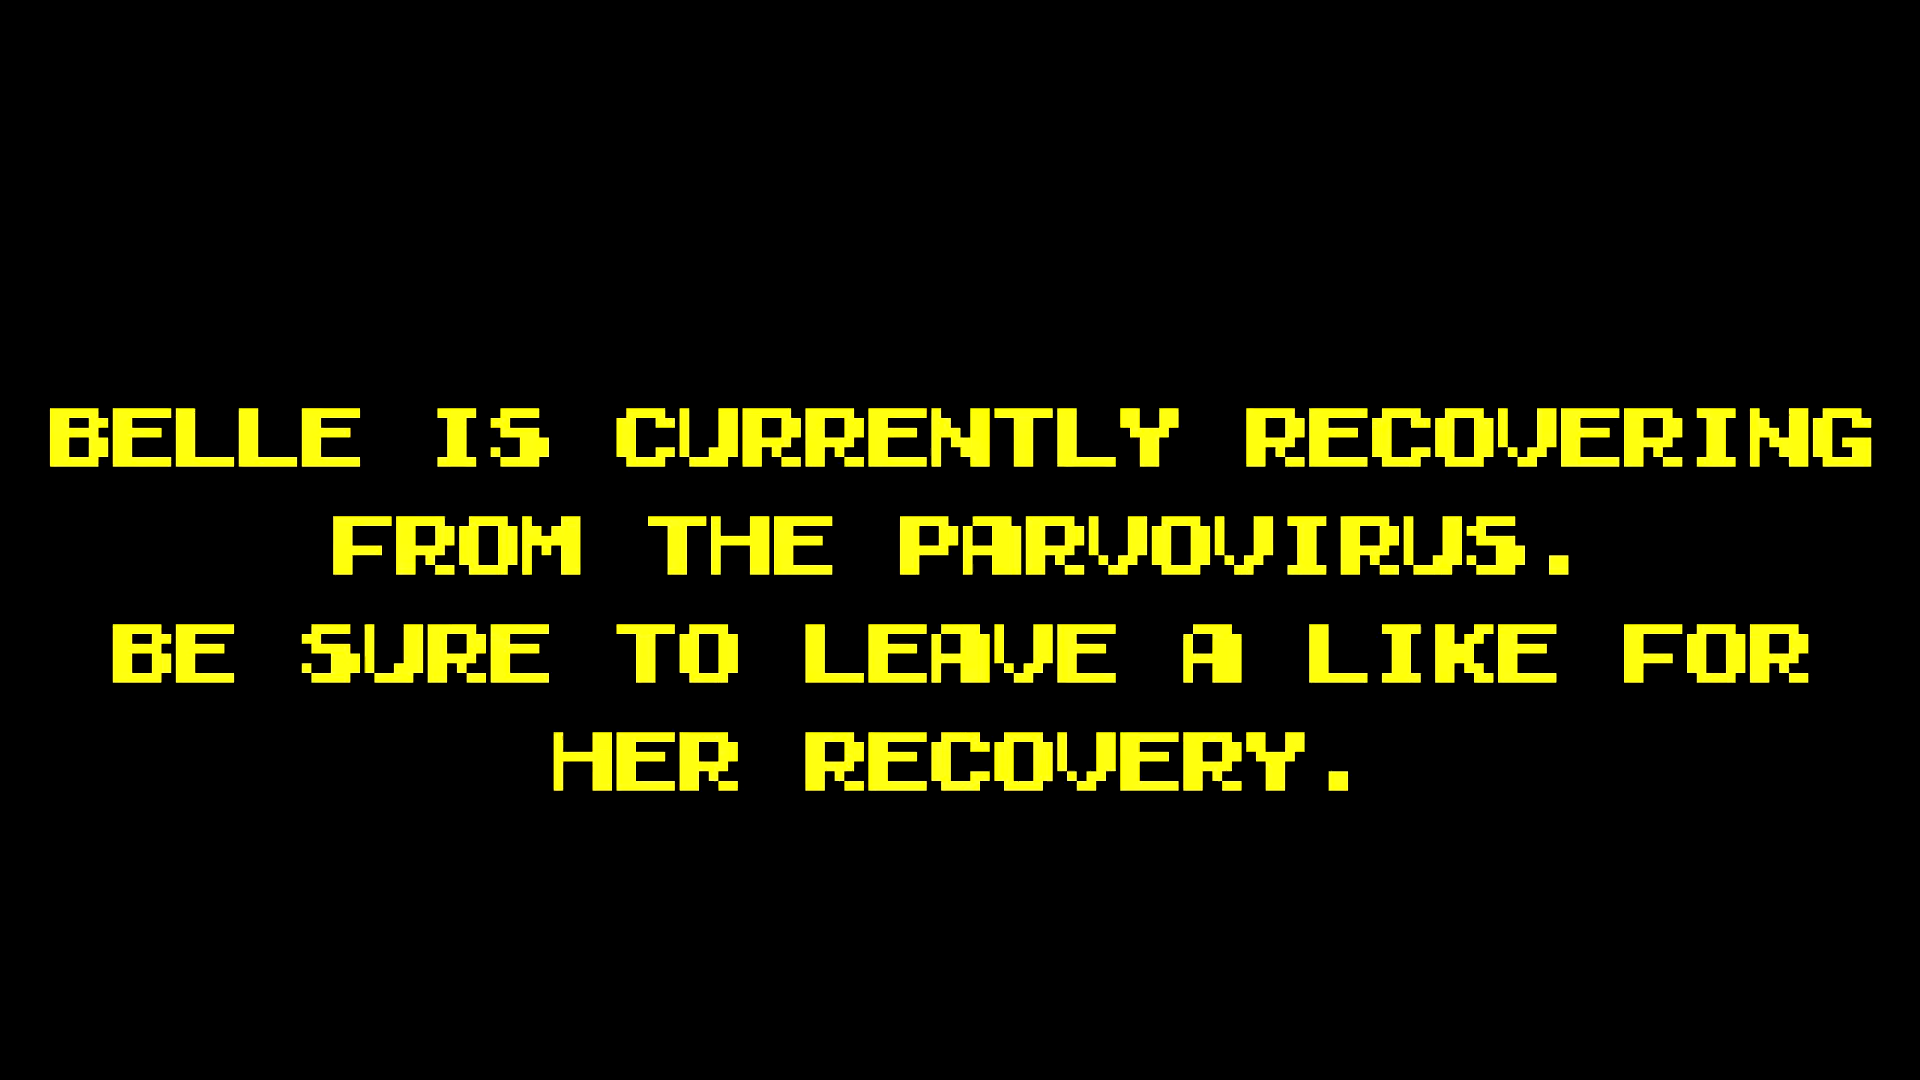 BELLE IS CURRENTLY RECOVERING
FROM THE PARVOVIRUS.
BE SURE TO LEAVE A LIKE FOR
HER RECOVERY.